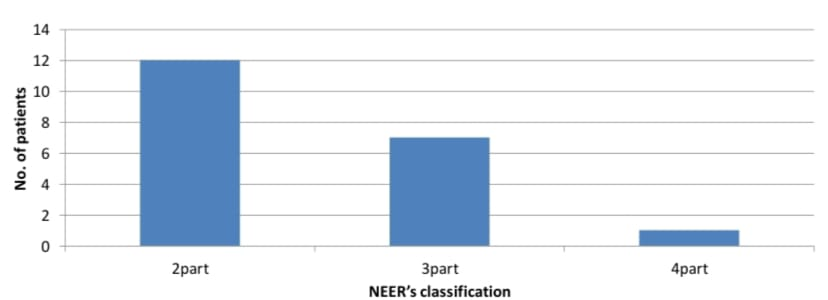 14
12
10
8
6
4
2
0
No. of patients
2part 3part 4part
NEER's classification